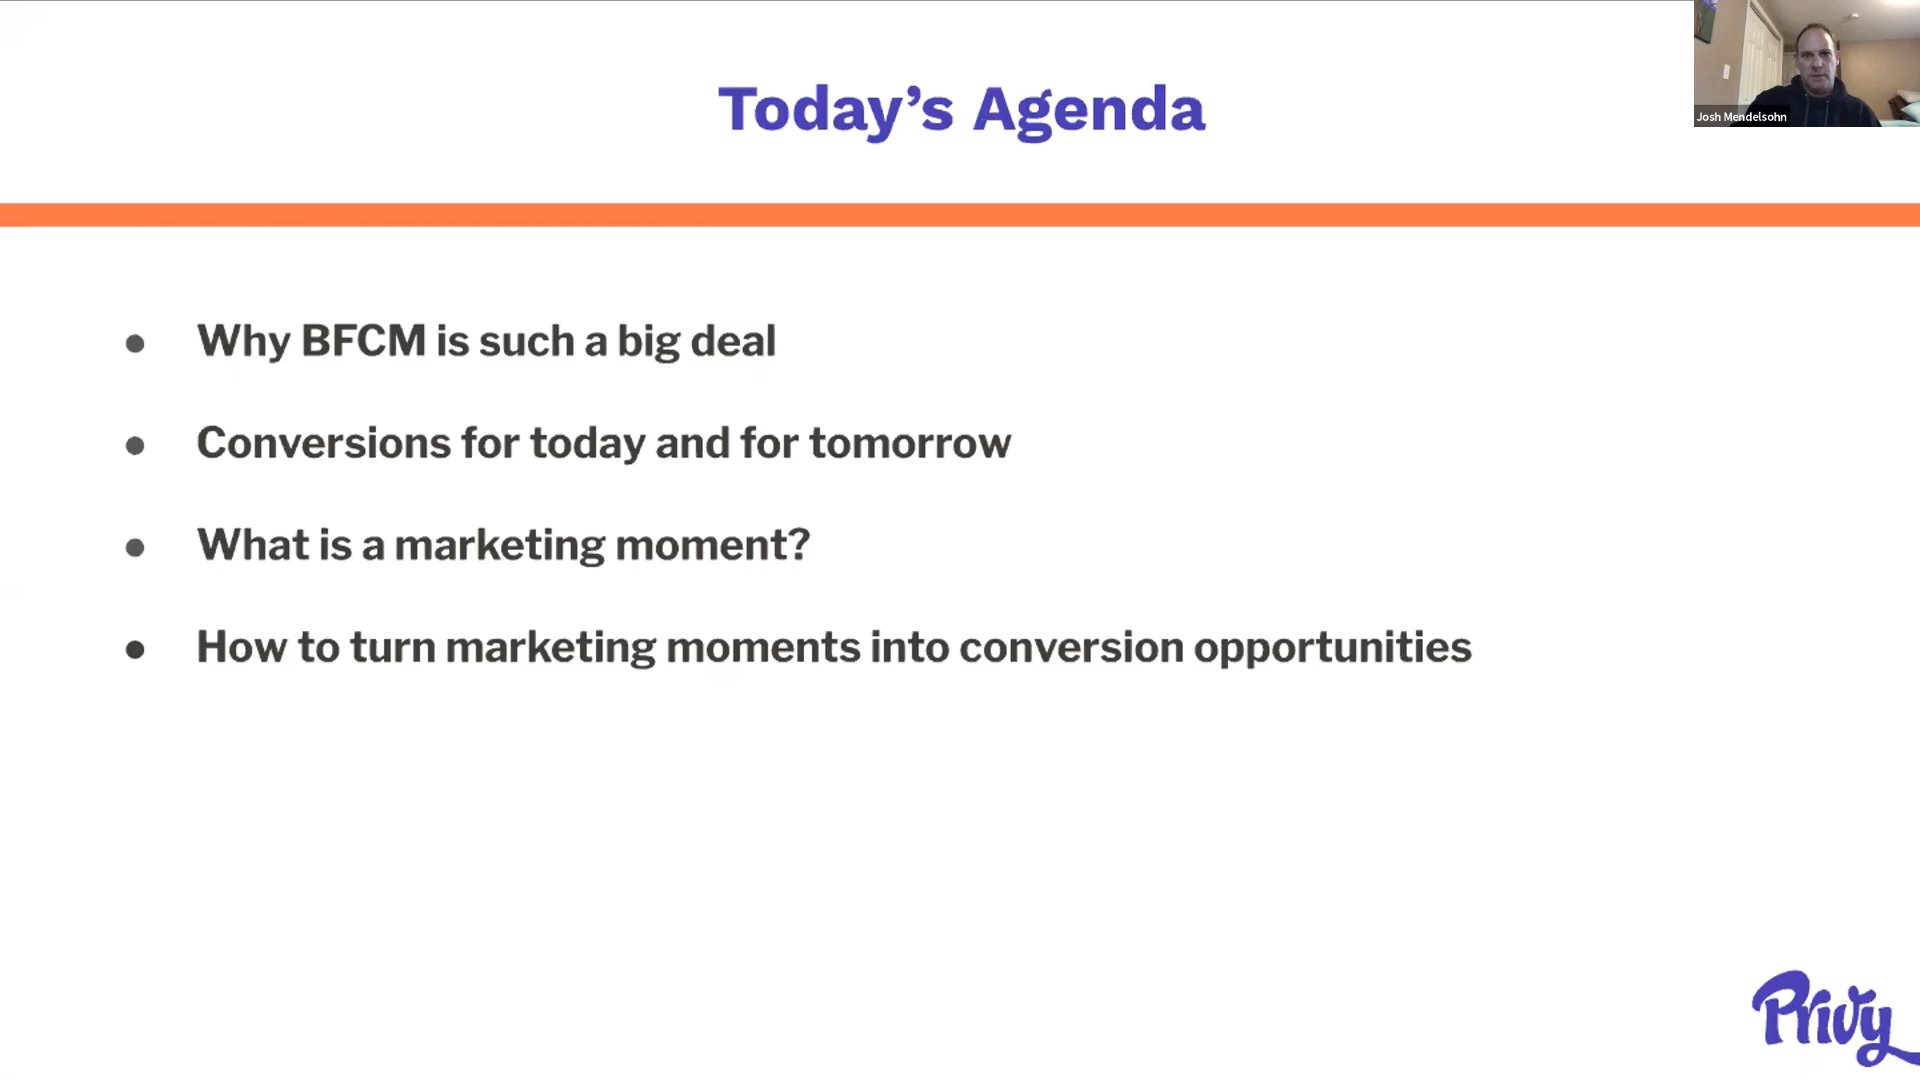 Today’s Agenda
Josh Mendelsohn
Why BFCM is such a big deal
Conversions for today and for tomorrow
What is a marketing moment?
How to turn marketing moments into conversion opportunities
Privy